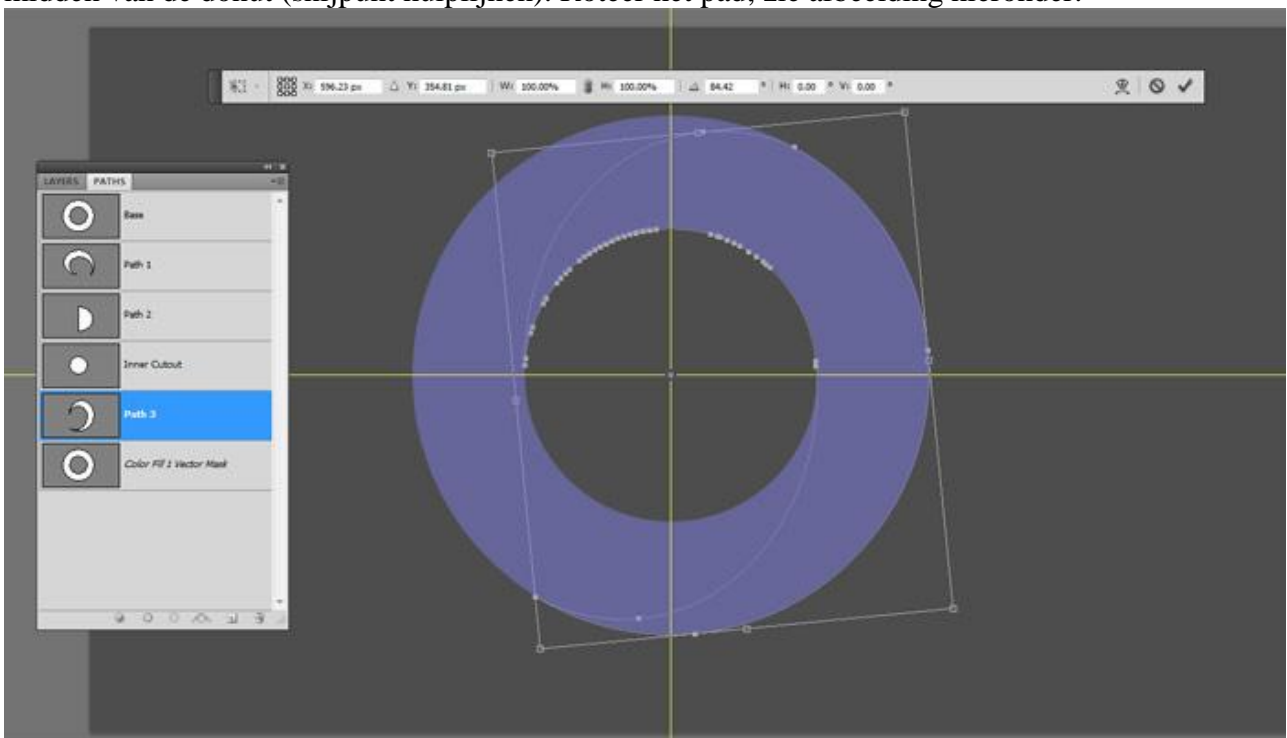 midden van de donut (snijpunt hulplijnen). Roteer het pad, zie afbeelding hieronder.
X: 596.23 px Y: 354.81 px W: 100.00% H: 100.00% 84.42 ° H: 0.00 ° V: 0.00 °
LAYERS PATHS
Base
Path 1
Path 2
Inner Cutout
Path 3
Color Fill 1 Vector Mask